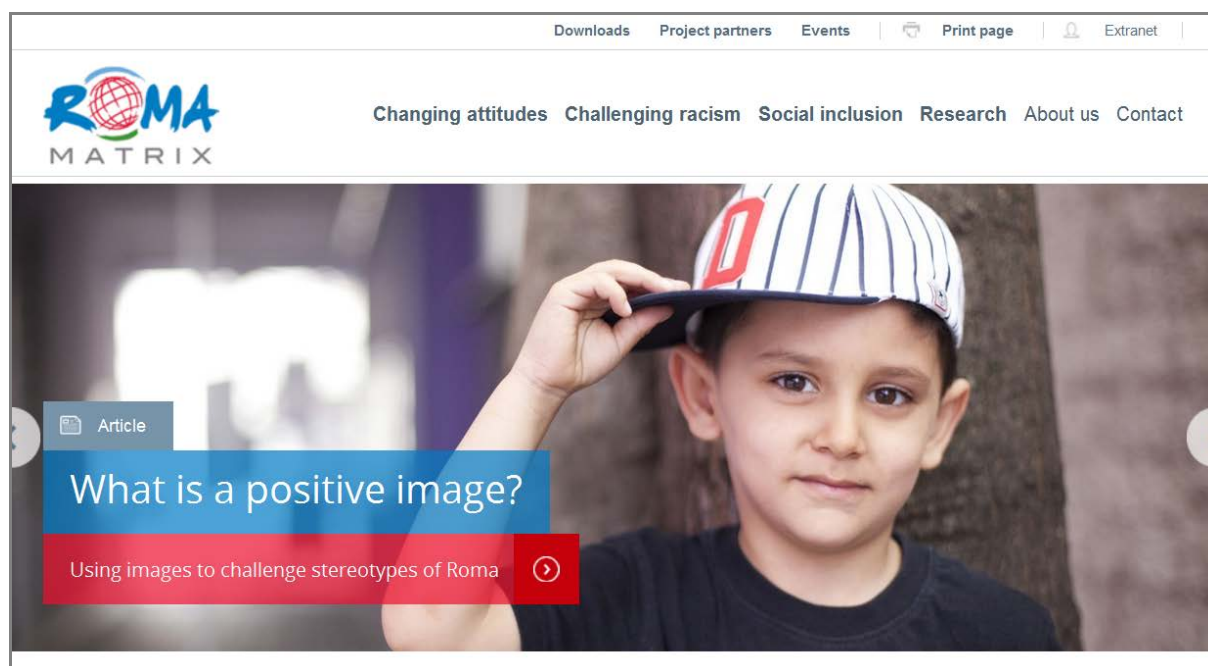 Downloads Project partners Events Print page Extranet
ROMA
MATRIX
Changing attitudes Challenging racism Social inclusion Research About us Contact
D
Article
What is a positive image?
Using images to challenge stereotypes of Roma